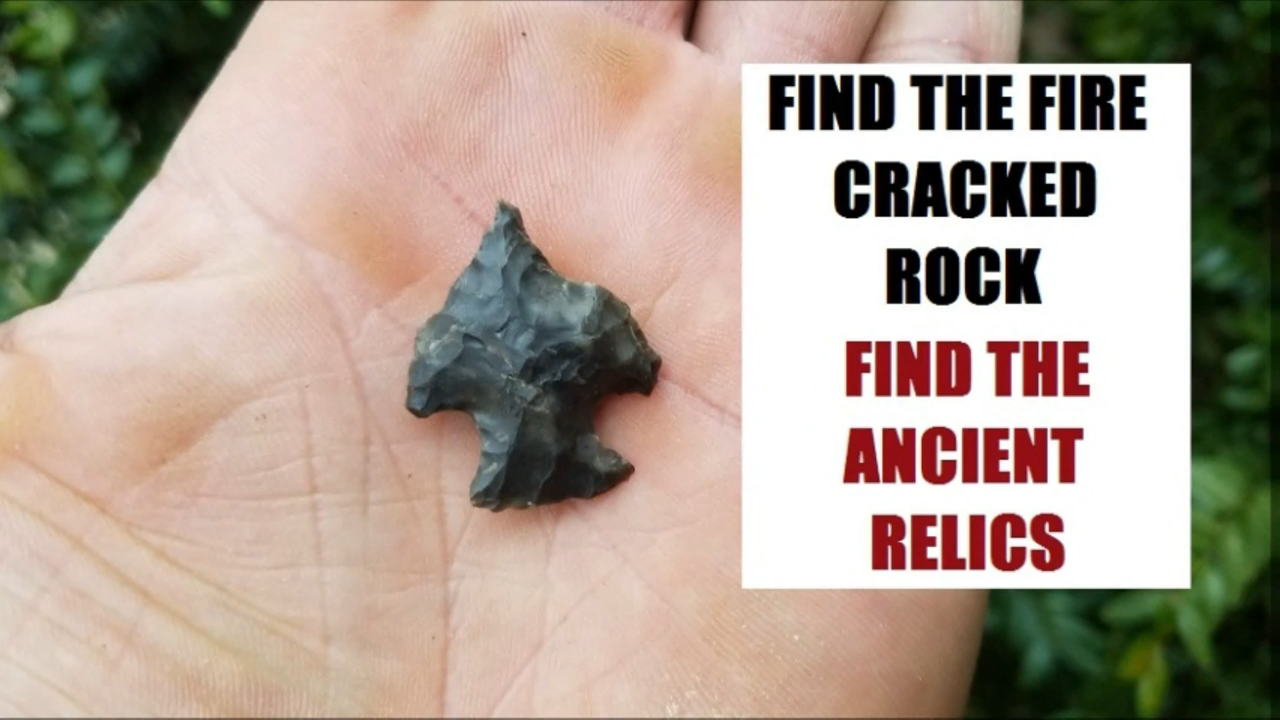 FIND THE FIRE
CRACKED
ROCK
FIND THE
ANCIENT
RELICS